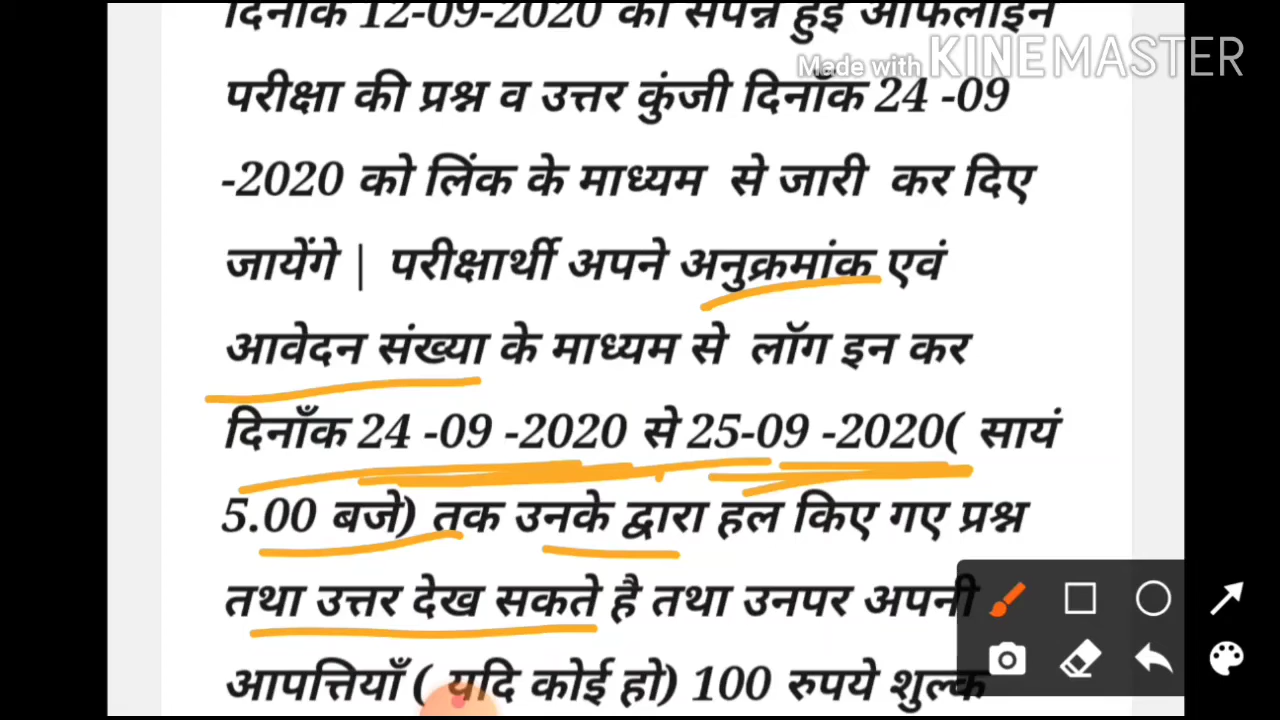 दिनाँक 12-09-2020 को संपन्न हुई ऑफलाइन
Made with KINEMASTER
परीक्षा की प्रश्न व उत्तर कुंजी दिनाँक 24 -09
-2020 को लिंक के माध्यम से जारी कर दिए
जायेंगे | परीक्षार्थी अपने अनुक्रमांक एवं
आवेदन संख्या के माध्यम से लॉग इन कर
दिनाँक 24 -09 -2020 से 25-09 -2020( सायं
5.00 बजे) तक उनके द्वारा हल किए गए प्रश्न
तथा उत्तर देख सकते है तथा उनपर अपनी
आपत्तियाँ ( यदि कोई हो) 100 रुपये शुल्क